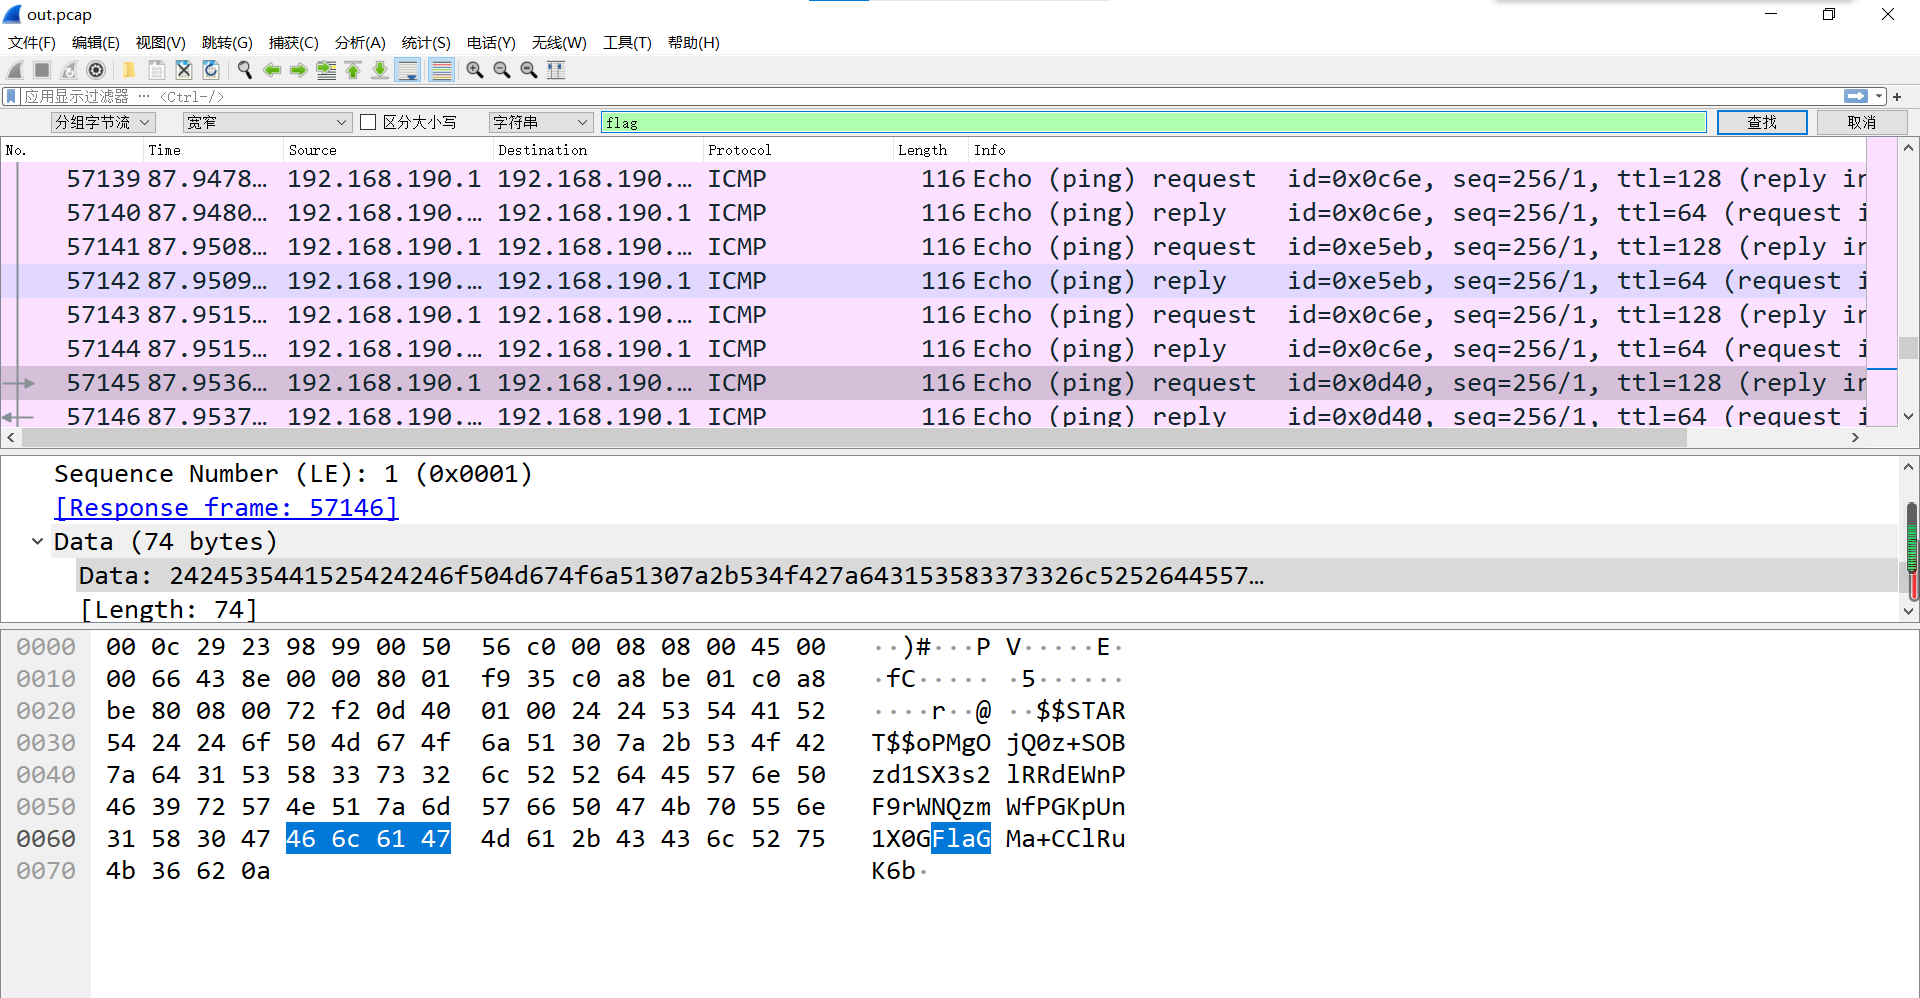 out.pcap
文件(F) 编辑(E) 视图(V) 跳转(G) 捕获(C) 分析(A) 统计(S) 电话(Y) 无线(W) 工具(T) 帮助(H)
应用显示过滤器 … <Ctrl-/>
分组字节流 宽窄 区分大小写 字符串 flag 查找 取消
No. Time Source Destination Protocol Length Info
57139 87.9478… 192.168.190.1 192.168.190.… ICMP 116 Echo (ping) request id=0x0c6e, seq=256/1, ttl=128 (reply in
57140 87.9480… 192.168.190.… 192.168.190.1 ICMP 116 Echo (ping) reply id=0x0c6e, seq=256/1, ttl=64 (request i
57141 87.9508… 192.168.190.1 192.168.190.… ICMP 116 Echo (ping) request id=0xe5eb, seq=256/1, ttl=128 (reply in
57142 87.9509… 192.168.190.… 192.168.190.1 ICMP 116 Echo (ping) reply id=0xe5eb, seq=256/1, ttl=64 (request i
57143 87.9515… 192.168.190.1 192.168.190.… ICMP 116 Echo (ping) request id=0x0c6e, seq=256/1, ttl=128 (reply in
57144 87.9515… 192.168.190.… 192.168.190.1 ICMP 116 Echo (ping) reply id=0x0c6e, seq=256/1, ttl=64 (request i
57145 87.9536… 192.168.190.1 192.168.190.… ICMP 116 Echo (ping) request id=0x0d40, seq=256/1, ttl=128 (reply in
57146 87.9537… 192.168.190.… 192.168.190.1 ICMP 116 Echo (ping) reply id=0x0d40, seq=256/1, ttl=64 (request i
Sequence Number (LE): 1 (0x0001)
[Response frame: 57146]
Data (74 bytes)
Data: 2424535441525424246f504d674f6a51307a2b534f427a643153583373326c5252644557…
[Length: 74]
0000 00 0c 29 23 98 99 00 50 56 c0 00 08 08 00 45 00 ··)#···P V·····E·
0010 00 66 43 8e 00 00 80 01 f9 35 c0 a8 be 01 c0 a8 ·fC····· ·5······
0020 be 80 08 00 72 f2 0d 40 01 00 24 24 53 54 41 52 ····r··@ ··$$STAR
0030 54 24 24 6f 50 4d 67 4f 6a 51 30 7a 2b 53 4f 42 T$$oPMgO jQ0z+SOB
0040 7a 64 31 53 58 33 73 32 6c 52 52 64 45 57 6e 50 zd1SX3s2 lRRdEWnP
0050 46 39 72 57 4e 51 7a 6d 57 66 50 47 4b 70 55 6e F9rWNQzm WfPGKpUn
0060 31 58 30 47 46 6c 61 47 4d 61 2b 43 43 6c 52 75 1X0GFlaG Ma+CClRu
0070 4b 36 62 0a K6b·